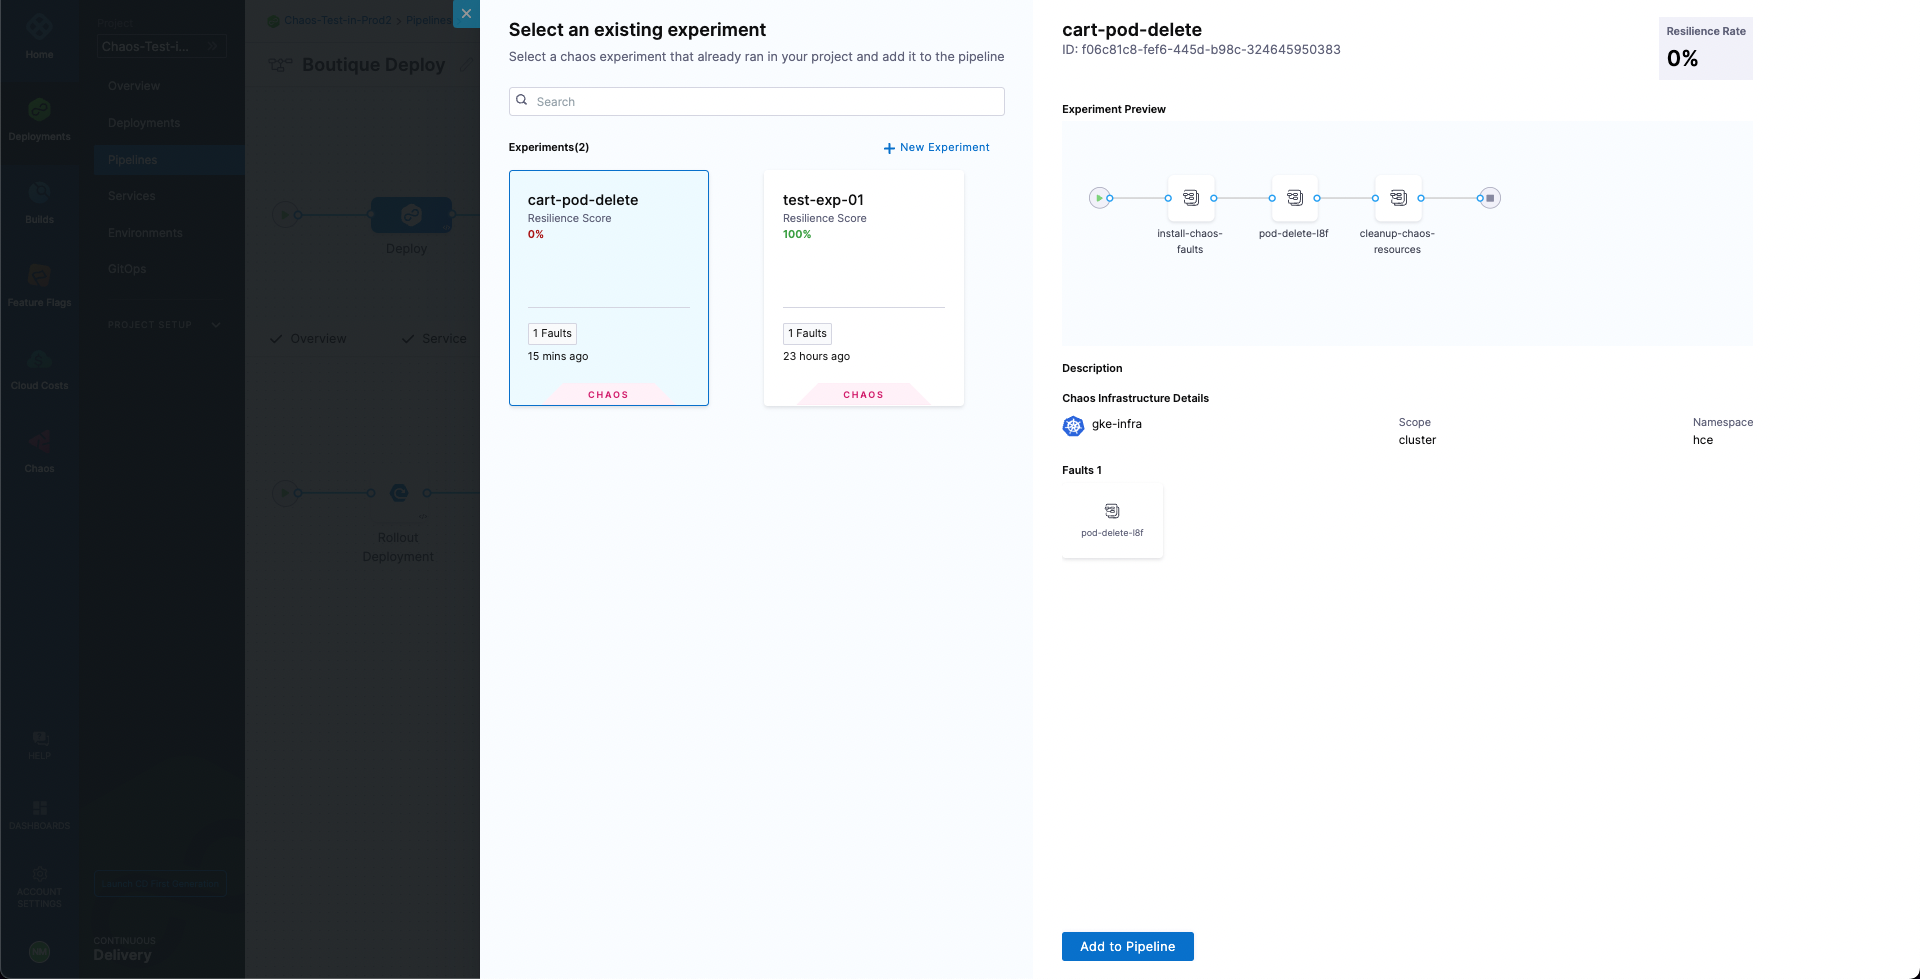 Home
Deployments
Builds
Feature Flags
Cloud Costs
Chaos
HELP
DASHBOARDS
ACCOUNT
SETTINGS
Project
Chaos-Test-i...
Overview
Deployments
Pipelines
Services
Environments
GitOps
PROJECT SETUP
Launch CD First Generation
CONTINUOUS
Delivery
Chaos-Test-in-Prod2 > Pipelines
Boutique Deploy
Deploy
Overview
Service
Rollout
Deployment
Select an existing experiment
Select a chaos experiment that already ran in your project and add it to the pipeline
Search
Experiments(2)
+ New Experiment
cart-pod-delete
Resilience Score
0%
1 Faults
15 mins ago
CHAOS
test-exp-01
Resilience Score
100%
1 Faults
23 hours ago
CHAOS
cart-pod-delete
ID: f06c81c8-fef6-445d-b98c-324645950383
Resilience Rate
0%
Experiment Preview
install-chaos-
faults
pod-delete-l8f
cleanup-chaos-
resources
Description
Chaos Infrastructure Details
gke-infra
Scope
cluster
Namespace
hce
Faults 1
pod-delete-l8f
Add to Pipeline